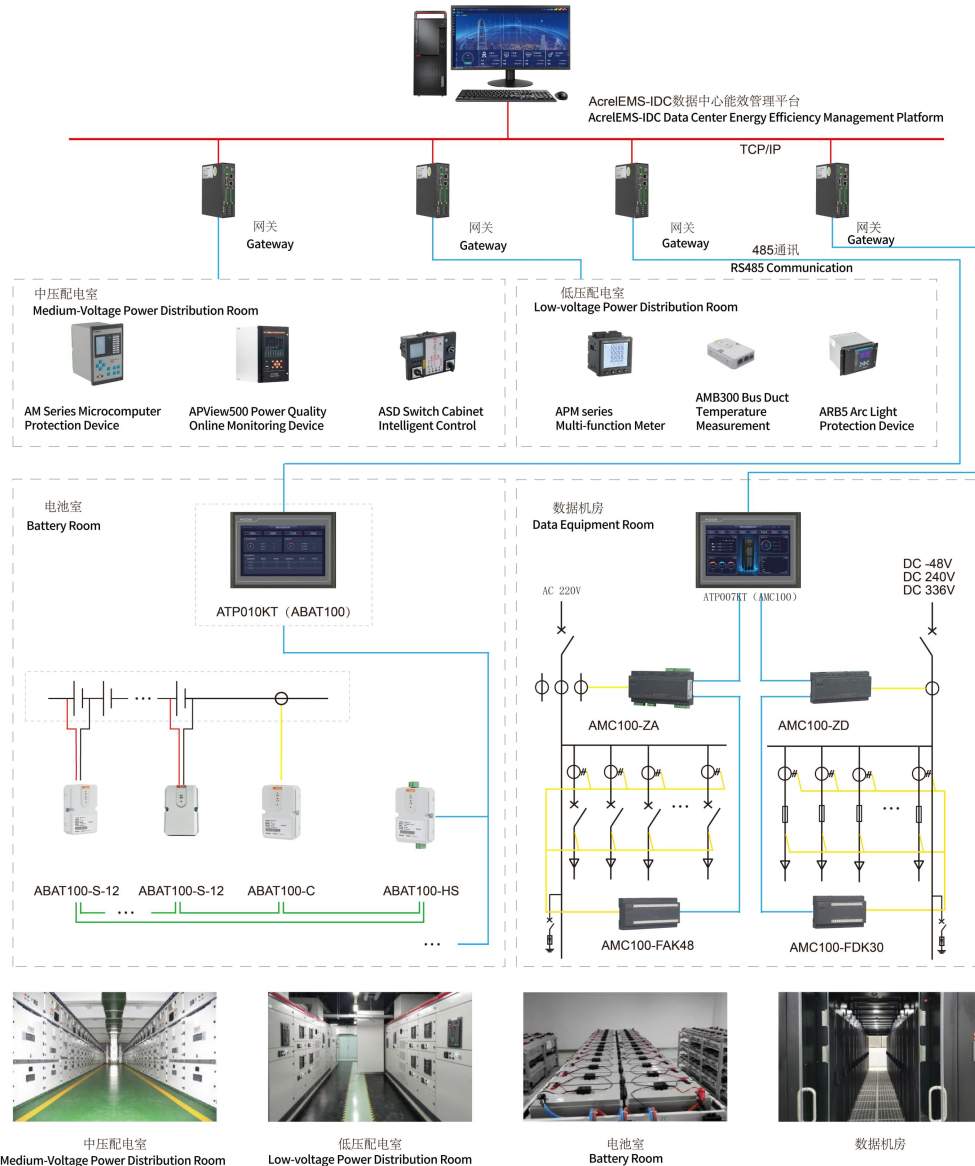 AcrelEMS-IDC数据中心能效管理平台
AcrelEMS-IDC Data Center Energy Efficiency Management Platform
TCP/IP
网关
Gateway
网关
Gateway
网关
Gateway
网关
Gateway
485通讯
RS485 Communication
中压配电室
Medium-Voltage Power Distribution Room
AM Series Microcomputer
Protection Device
APView500 Power Quality
Online Monitoring Device
ASD Switch Cabinet
Intelligent Control
低压配电室
Low-voltage Power Distribution Room
APM series
Multi-function Meter
AMB300 Bus Duct
Temperature
Measurement
ARB5 Arc Light
Protection Device
电池室
Battery Room
ATP010KT（ABAT100）
...
ABAT100-S-12
ABAT100-S-12
ABAT100-C
ABAT100-HS
...
...
数据机房
Data Equipment Room
ATP007KT（AMC100）
AC 220V
DC -48V
DC 240V
DC 336V
AMC100-ZA
AMC100-ZD
...
...
AMC100-FAK48
AMC100-FDK30
中压配电室
Medium-Voltage Power Distribution Room
低压配电室
Low-voltage Power Distribution Room
电池室
Battery Room
数据机房